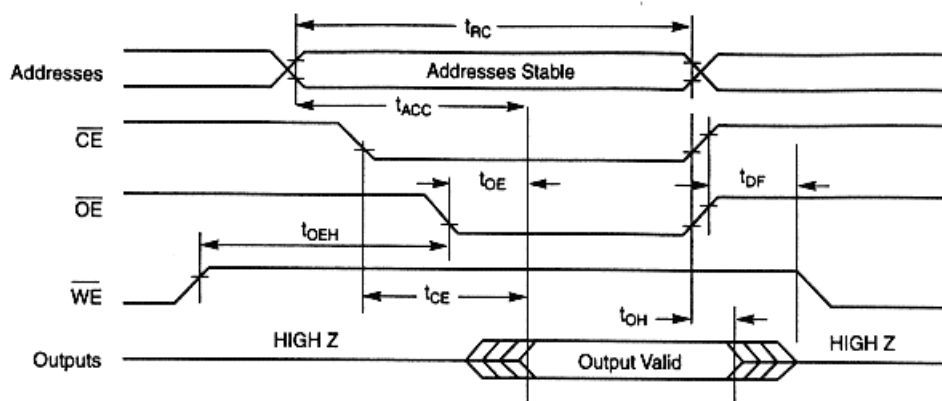 tRC
Addresses
Addresses Stable
tACC
CE
tOE
tDF
OE
tOEH
WE
tCE
tOH
HIGH Z
HIGH Z
Outputs
Output Valid